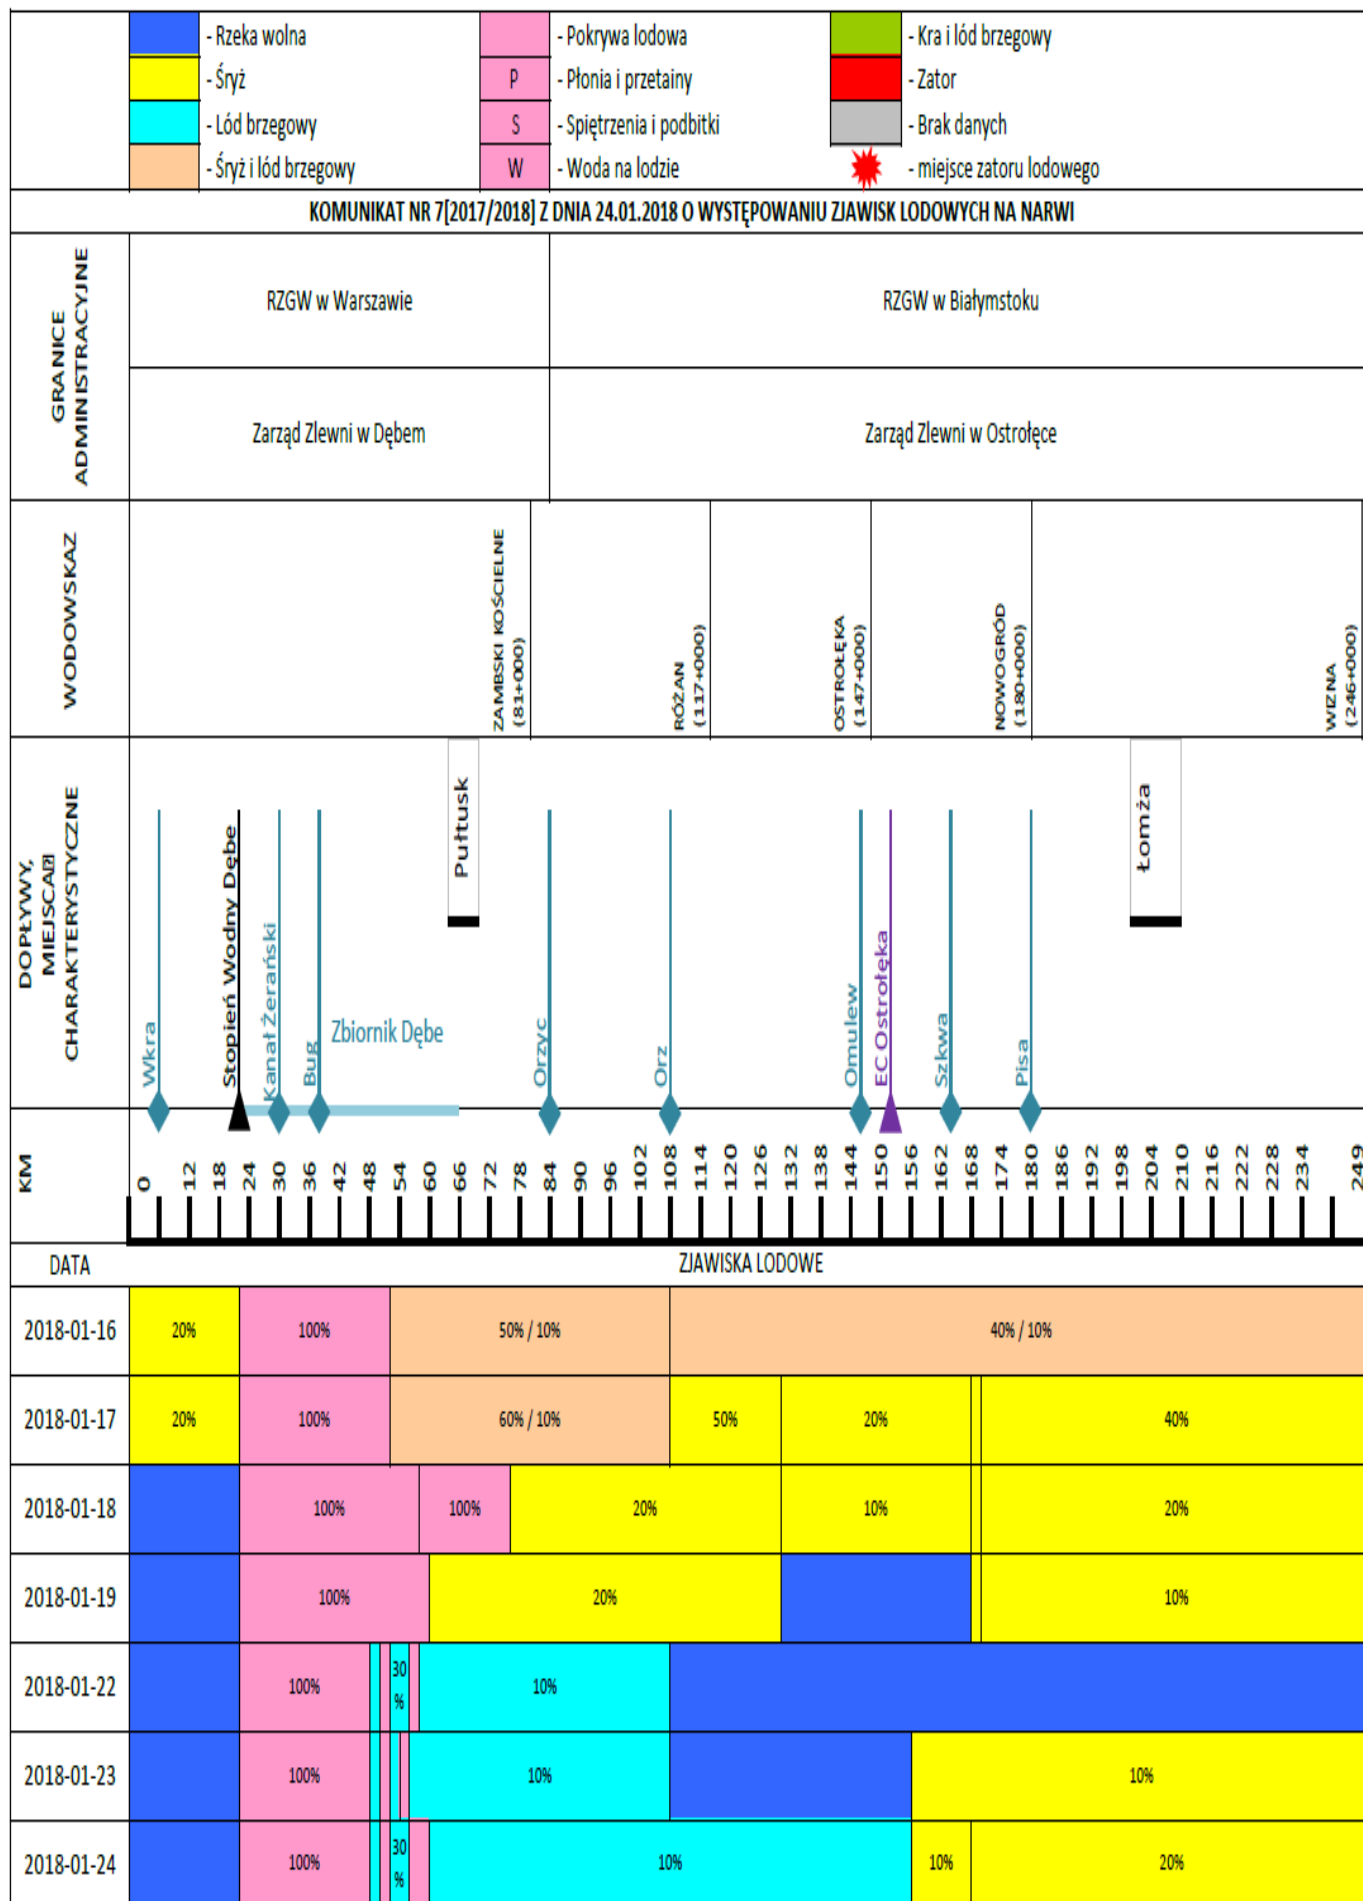 - Rzeka wolna
- Pokrywa lodowa
- Kra i lód brzegowy
- Śryż
P
- Płonia i przetainy
- Zator
- Lód brzegowy
S
- Spiętrzenia i podbitki
- Brak danych
- Śryż i lód brzegowy
W
- Woda na lodzie
- miejsce zatoru lodowego
KOMUNIKAT NR 7[2017/2018] Z DNIA 24.01.2018 O WYSTĘPOWANIU ZJAWISK LODOWYCH NA NARWI
GRANICE
ADMINISTRACYJNE
RZGW w Warszawie
RZGW w Białymstoku
Zarząd Zlewni w Dębem
Zarząd Zlewni w Ostrołęce
WODOWSKAZ
ZAMBSKI KOŚCIELNE
(81+000)
RÓŻAN
(117+000)
OSTROŁĘKA
(147+000)
NOWOGRÓD
(180+000)
WIZNA
(246+000)
DOPŁYWY,
MIEJSCA
CHARAKTERYSTYCZNE
Wkra
Stopień Wodny Dębe
Kanał Żerański
Bug
Zbiornik Dębe
Pułtusk
Orzyc
Orz
Omulew
EC Ostrołęka
Szkwa
Pisa
Łomża
KM
0 12 18 24 30 36 42 48 54 60 66 72 78 84 90 96 102 108 114 120 126 132 138 144 150 156 162 168 174 180 186 192 198 204 210 216 222 228 234 249
DATA
ZJAWISKA LODOWE
2018-01-16 20% 100% 50% / 10% 40% / 10%
2018-01-17 20% 100% 60% / 10% 50% 20% 40%
2018-01-18 100% 100% 20% 10% 20%
2018-01-19 100% 20% 10%
2018-01-22 100% 30 % 10%
2018-01-23 100% 10% 10%
2018-01-24 100% 30 % 10% 10% 20%